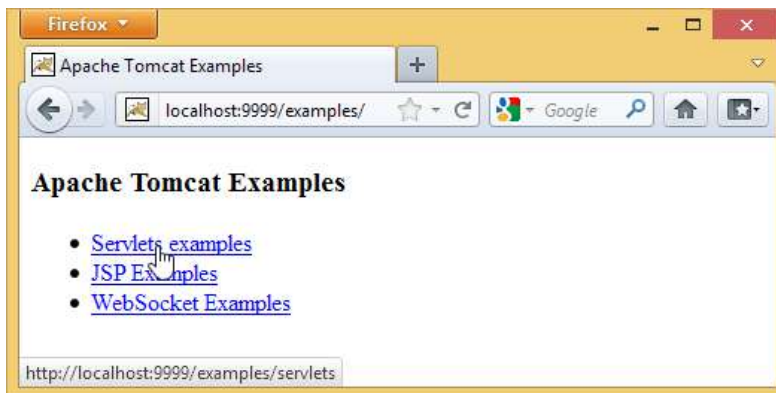 Firefox
Apache Tomcat Examples
localhost:9999/examples/
Google
Apache Tomcat Examples
Servlets examples
JSP Examples
WebSocket Examples
http://localhost:9999/examples/servlets